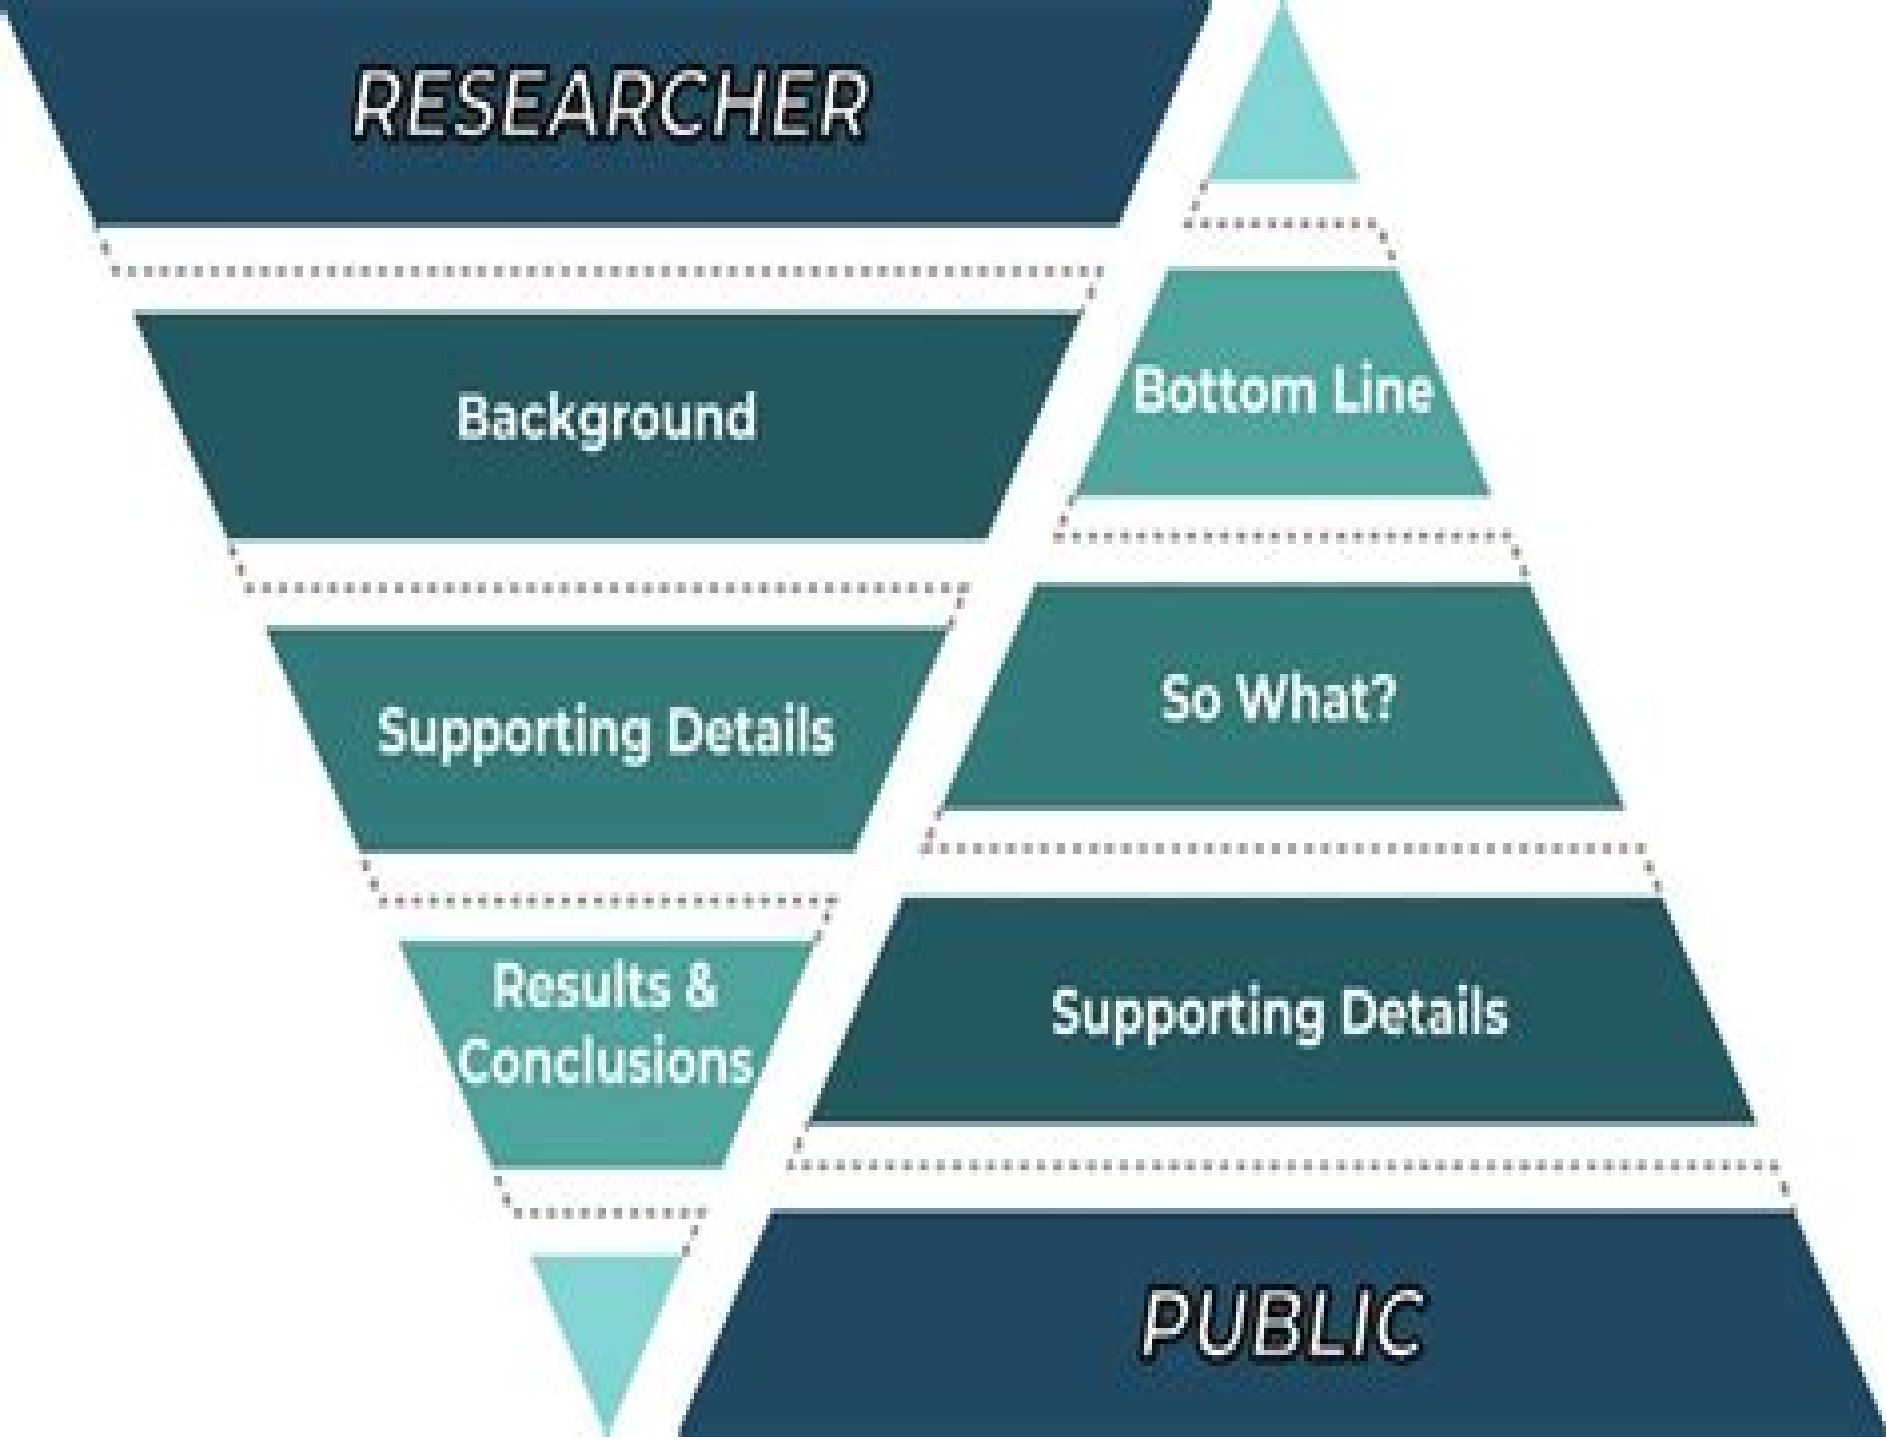 RESEARCHER
Background
Supporting Details
Results &
Conclusions
Bottom Line
So What?
Supporting Details
PUBLIC